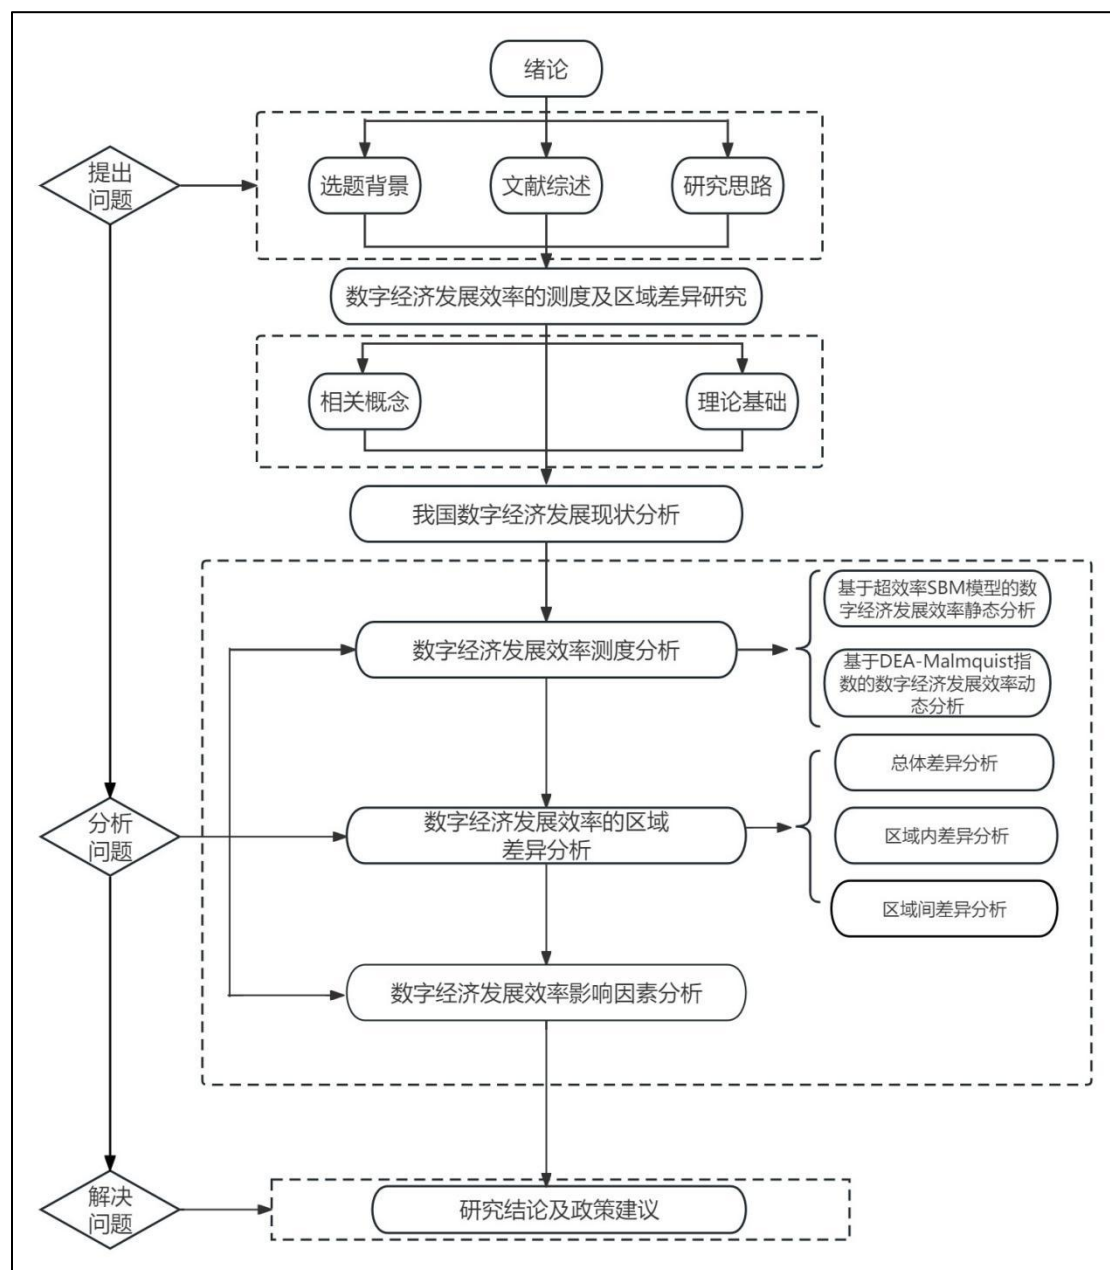 绪论
提出
问题
选题背景
文献综述
研究思路
数字经济发展效率的测度及区域差异研究
相关概念
理论基础
我国数字经济发展现状分析
基于超效率SBM模型的数
字经济发展效率静态分析
数字经济发展效率测度分析
基于DEA-Malmquist指
数的数字经济发展效率动
态分析
总体差异分析
分析
问题
数字经济发展效率的区域
差异分析
区域内差异分析
区域间差异分析
数字经济发展效率影响因素分析
解决
问题
研究结论及政策建议